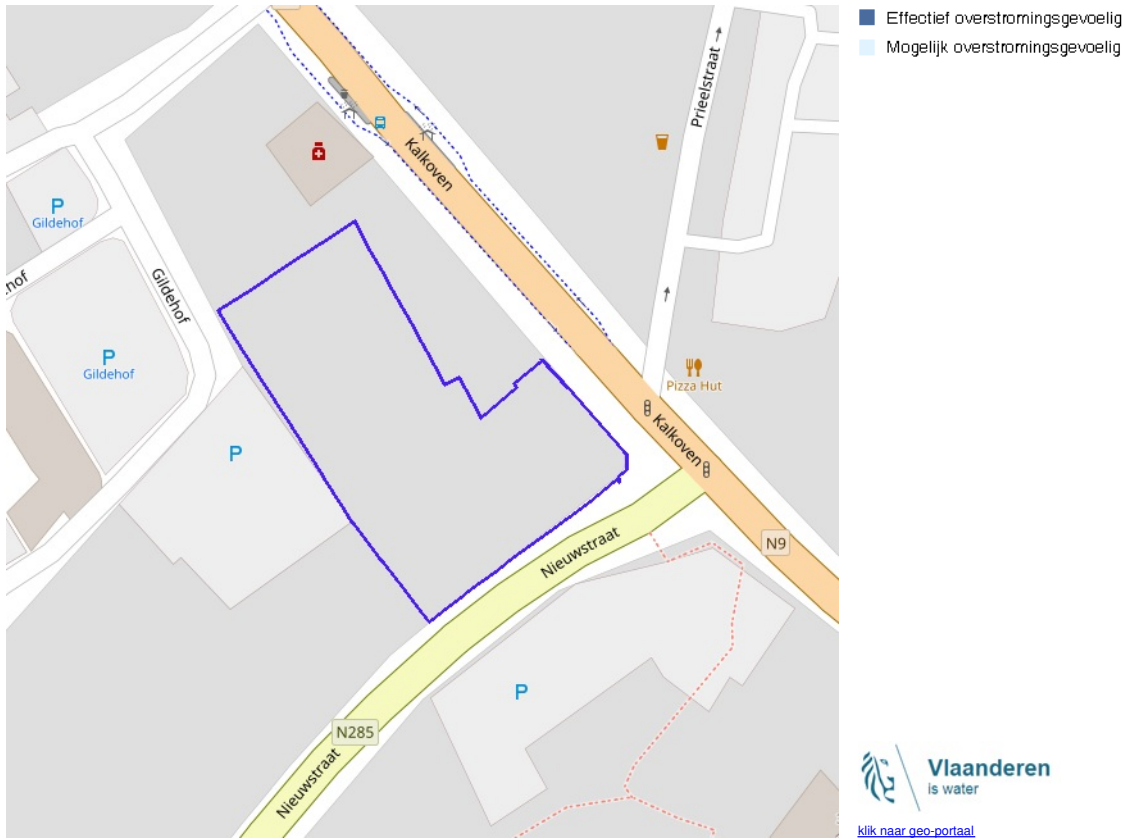 Effectief overstromingsgevoelig
Mogelijk overstromingsgevoelig
Prieelstraat
Kalkoven
P
Gildehof
hof
Gildehof
P
Gildehof
Pizza Hut
Kalkoven
P
Nieuwstraat
N9
P
N285
Nieuwstraat
Vlaanderen
is water
klik naar geo-portaal